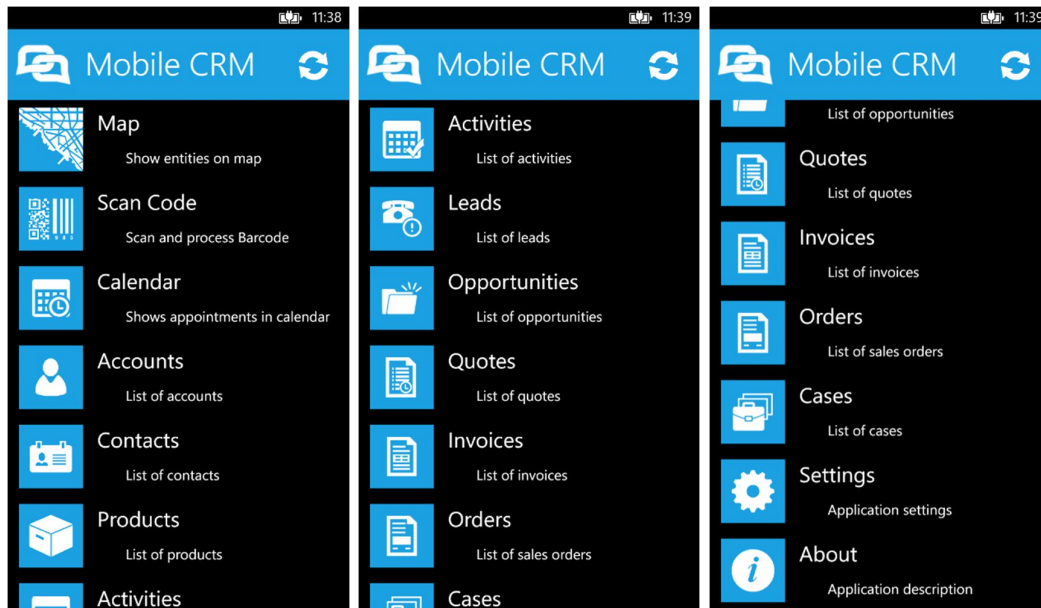 11:38
Mobile CRM
Map
Show entities on map
Scan Code
Scan and process Barcode
Calendar
Shows appointments in calendar
Accounts
List of accounts
Contacts
List of contacts
Products
List of products
Activities
11:39
Mobile CRM
Activities
List of activities
Leads
List of leads
Opportunities
List of opportunities
Quotes
List of quotes
Invoices
List of invoices
Orders
List of sales orders
Cases
11:39
Mobile CRM
List of opportunities
Quotes
List of quotes
Invoices
List of invoices
Orders
List of sales orders
Cases
List of cases
Settings
Application settings
About
Application description